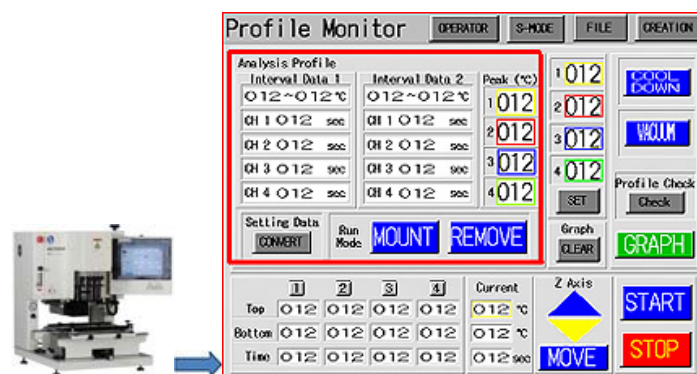 Profile Monitor OPERATOR S-MODE FILE CREATION
Analysis Profile
Interval Data 1 Interval Data 2 Peak (℃)
012~012℃ 012~012℃
CH 1 012 sec CH 1 012 sec
CH 2 012 sec CH 2 012 sec
CH 3 012 sec CH 3 012 sec
CH 4 012 sec CH 4 012 sec
1 012
2 012
3 012
4 012
1 012
2 012
3 012
4 012
SET
COOL
DOWN
VACUUM
Profile Check
Check
Setting Data
CONVERT
Run
Mode
MOUNT REMOVE
Graph
CLEAR
GRAPH
1 2 3 4 Current Z Axis
Top 012 012 012 012 012 ℃
Bottom 012 012 012 012 012 ℃
Time 012 012 012 012 012 sec
MOVE
START
STOP